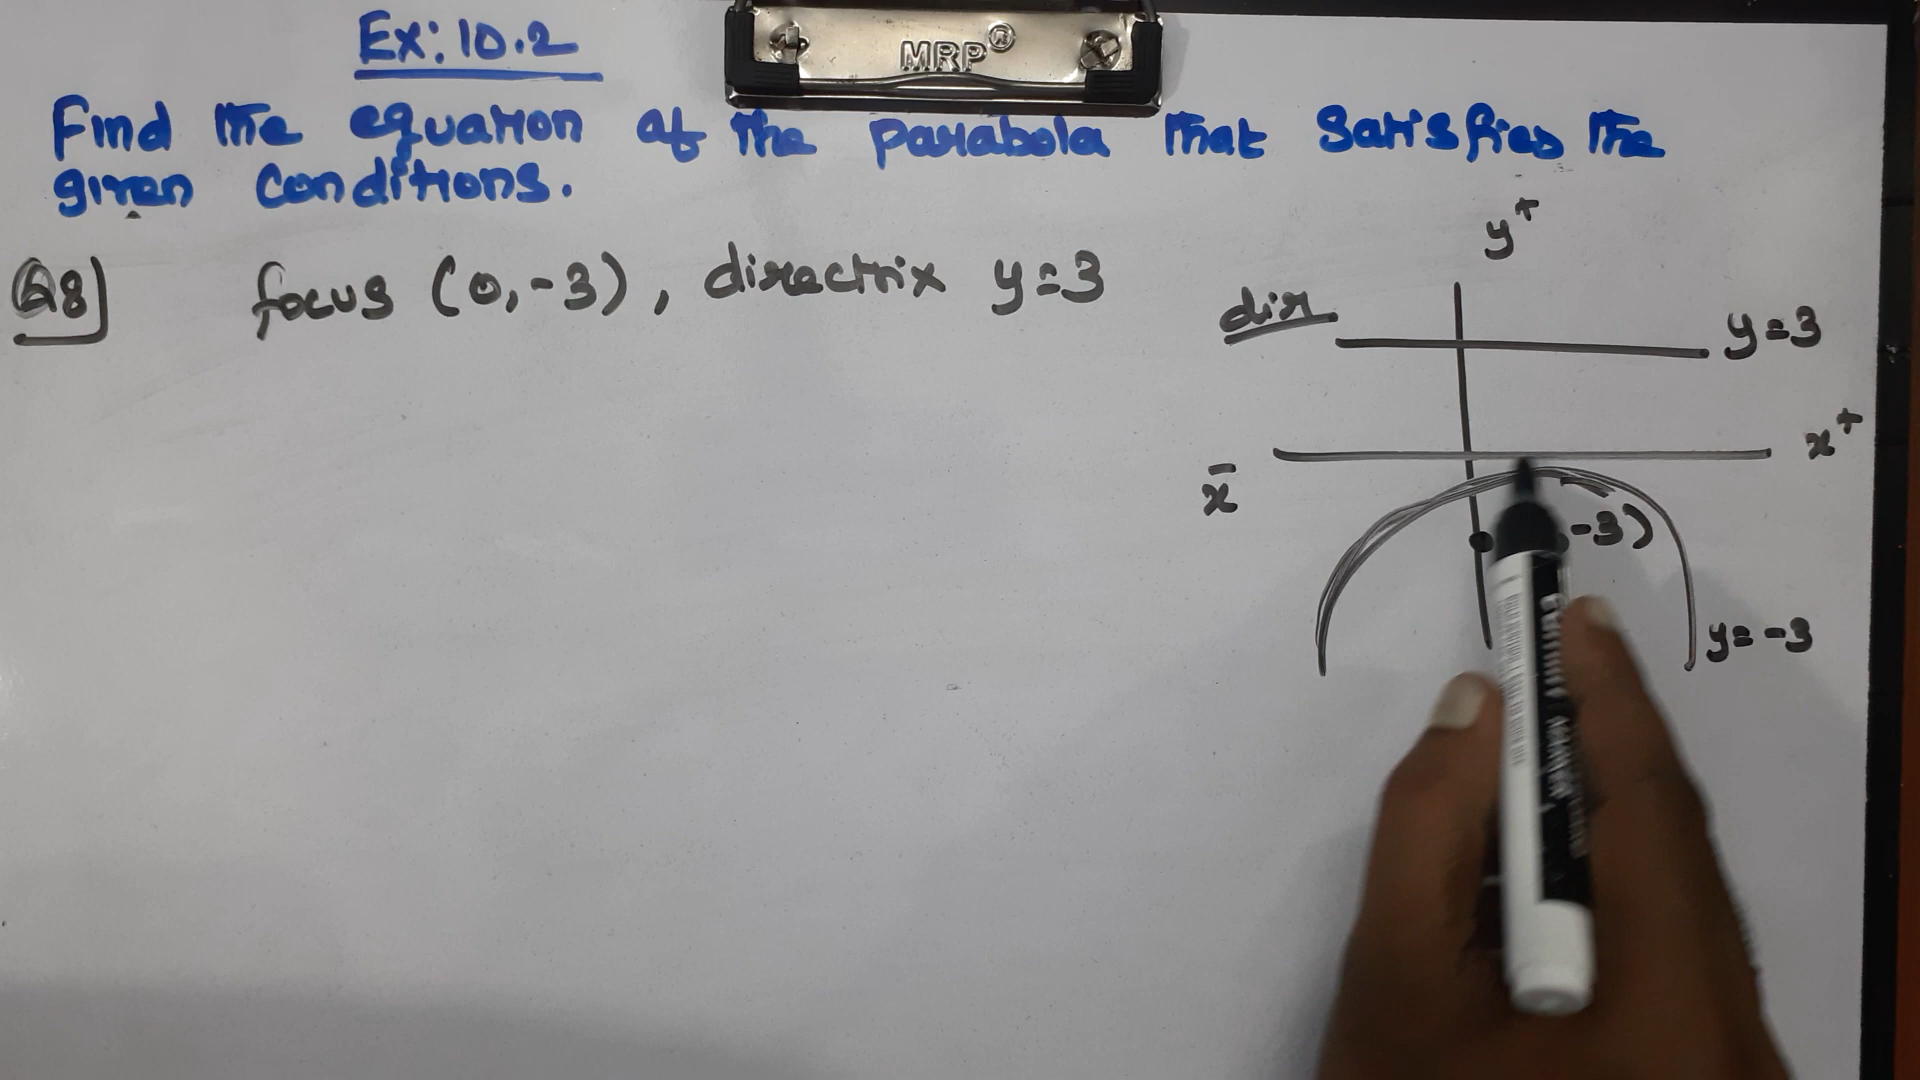 Ex: 10.2
MRP®
Find the equation of the parabola that satisfies the
given conditions.
Q8] focus (0,-3), directrix y=3
y+
dir
y=3
x+
x̄
-3)
y=-3